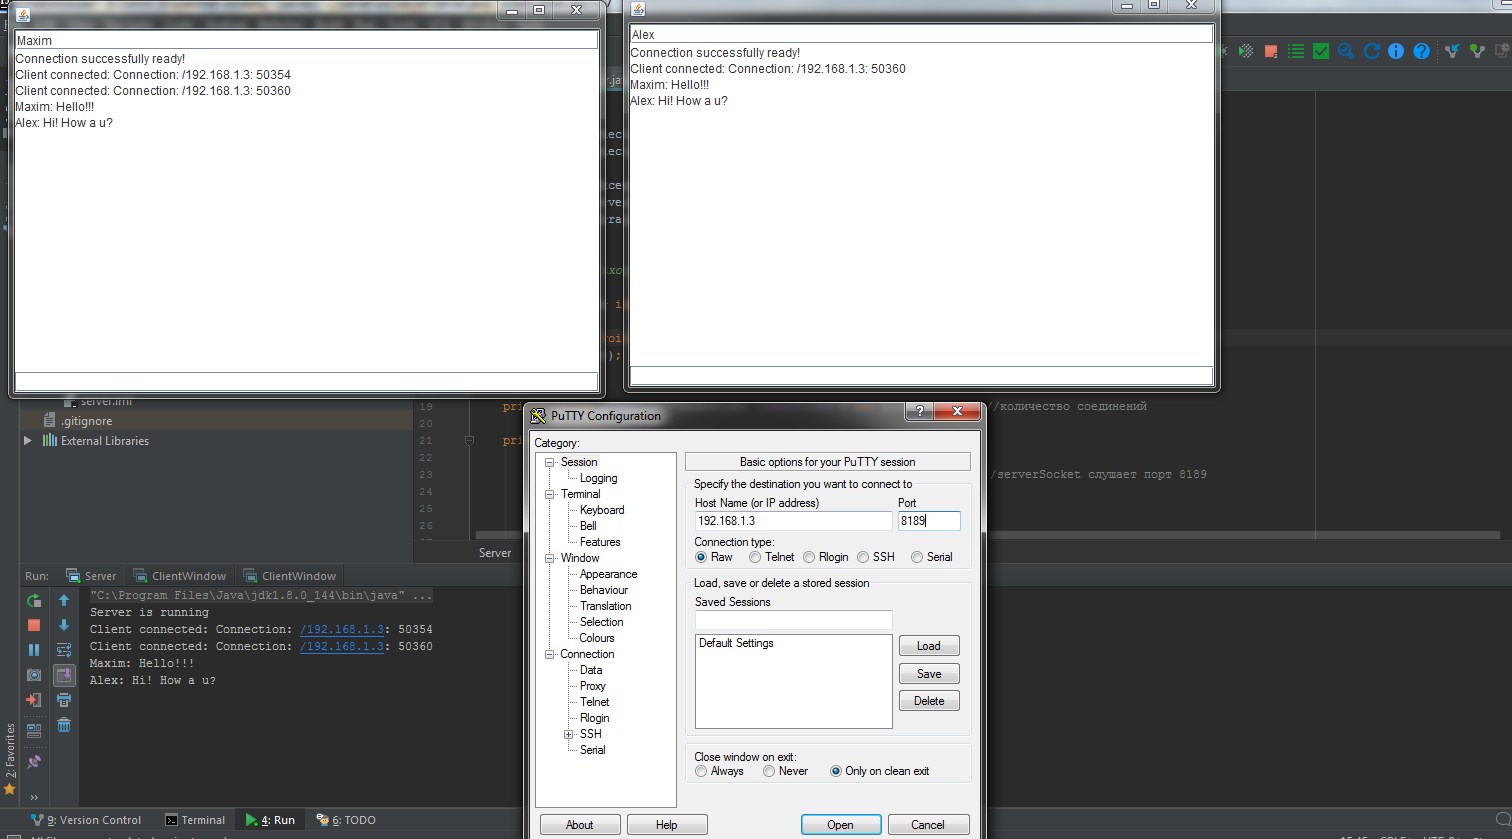 Maxim
Connection successfully ready!
Client connected: Connection: /192.168.1.3: 50354
Client connected: Connection: /192.168.1.3: 50360
Maxim: Hello!!!
Alex: Hi! How a u?
Alex
Connection successfully ready!
Client connected: Connection: /192.168.1.3: 50360
Maxim: Hello!!!
Alex: Hi! How a u?
server.iml
.gitignore
External Libraries
19 //количество соединений
20
21
22
23 /serverSocket слушает порт 8189
24
25
26
Server
PuTTY Configuration
Category:
Session
Logging
Terminal
Keyboard
Bell
Features
Window
Appearance
Behaviour
Translation
Selection
Colours
Connection
Data
Proxy
Telnet
Rlogin
SSH
Serial
Basic options for your PuTTY session
Specify the destination you want to connect to
Host Name (or IP address) Port
192.168.1.3 8189
Connection type:
Raw Telnet Rlogin SSH Serial
Load, save or delete a stored session
Saved Sessions
Default Settings
Load
Save
Delete
Close window on exit:
Always Never Only on clean exit
About Help Open Cancel
Run: Server ClientWindow ClientWindow
"C:\Program Files\Java\jdk1.8.0_144\bin\java" ...
Server is running
Client connected: Connection: /192.168.1.3: 50354
Client connected: Connection: /192.168.1.3: 50360
Maxim: Hello!!!
Alex: Hi! How a u?
2: Favorites
9: Version Control Terminal 4: Run 6: TODO